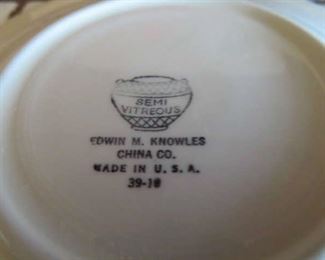 SEMI
VITREOUS
EDWIN M. KNOWLES
CHINA CO.
MADE IN U. S. A.
39-10